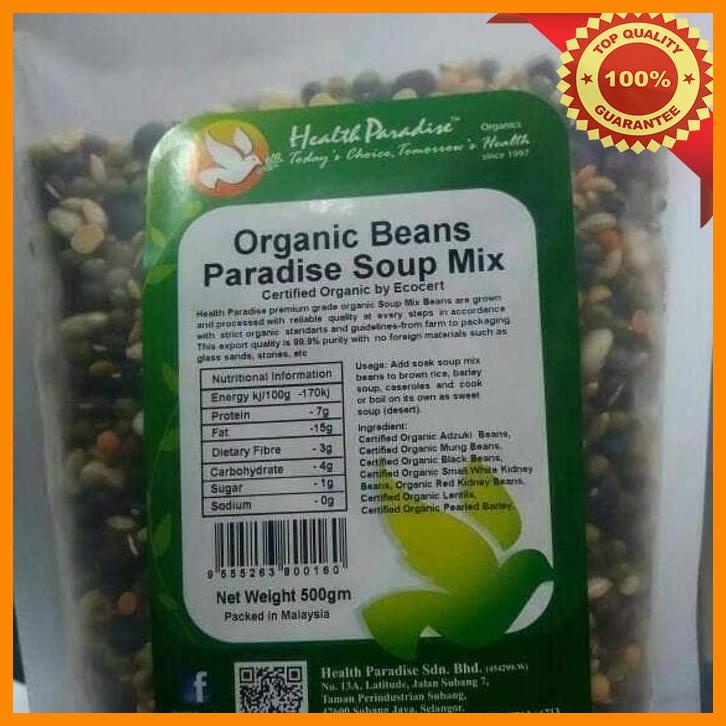 TOP QUALITY
100%
GUARANTEE
Health Paradise™ Organics
Today's Choice, Tomorrow's Health
since 1997
Organic Beans
Paradise Soup Mix
Certified Organic by Ecocert
Health Paradise premium grade organic Soup Mix Beans are grown
and processed with reliable quality at every steps in accordance
with strict organic standarts and guidelines-from farm to packaging.
This export quality is 99.9% purity with no foreign materials such as
glass sands, stones, etc
Nutritional Information
Energy kj/100g -170kj
Protein - 7g
Fat -15g
Dietary Fibre - 3g
Carbohydrate - 4g
Sugar - 1g
Sodium - 0g
Usage: Add soak soup mix
beans to brown rice, barley
soup, caseroles and cook
or boil on its own as sweet
soup (desert).
Ingredient:
Certified Organic Adzuki Beans,
Certified Organic Mung Beans,
Certified Organic Black Beans,
Certified Organic Small White Kidney
Beans, Organic Red Kidney Beans,
Certified Organic Lentils,
Certified Organic Pearled Barley.
9 555263 800160
Net Weight 500gm
Packed in Malaysia
f
Health Paradise Sdn. Bhd. (454299-W)
No. 13A, Latitude, Jalan Subang 7,
Taman Perindustrian Subang,
47600 Subang Jaya, Selangor.